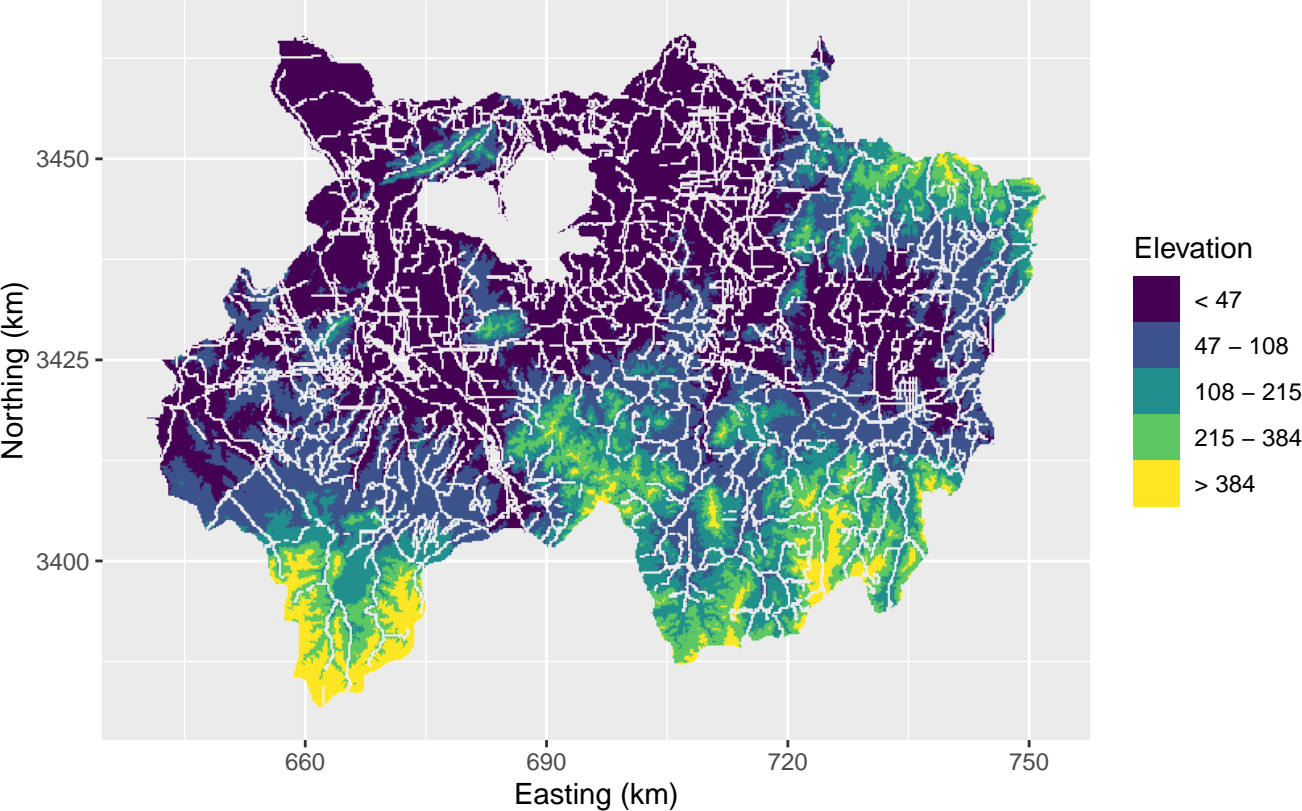 3450
3425
3400
Northing (km)
660
690
720
750
Easting (km)
Elevation
< 47
47 − 108
108 − 215
215 − 384
> 384